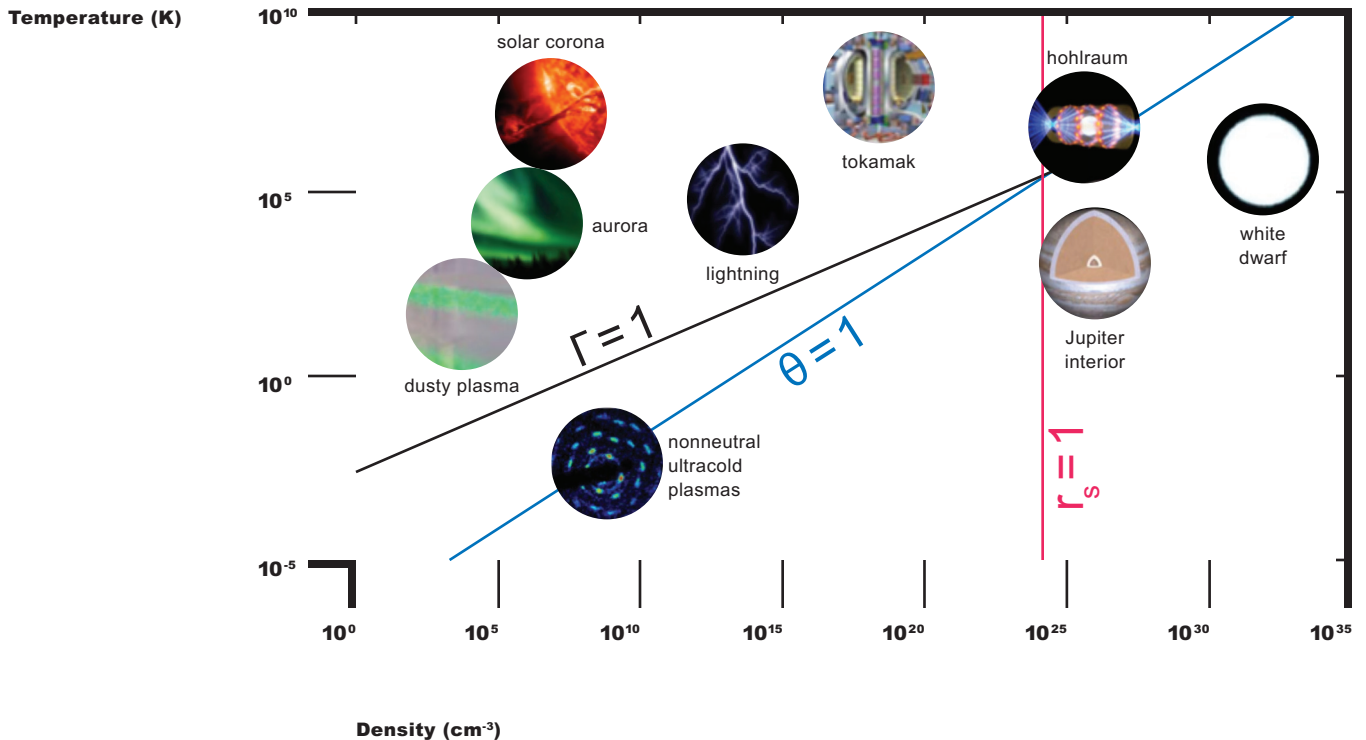 Temperature (K)
10¹⁰
solar corona
hohlraum
tokamak
10⁵
aurora
lightning
white
dwarf
Γ = 1
θ = 1
Jupiter
interior
10⁰
dusty plasma
nonneutral
ultracold
plasmas
rₛ = 1
10⁻⁵
10⁰
10⁵
10¹⁰
10¹⁵
10²⁰
10²⁵
10³⁰
10³⁵
Density (cm⁻³)